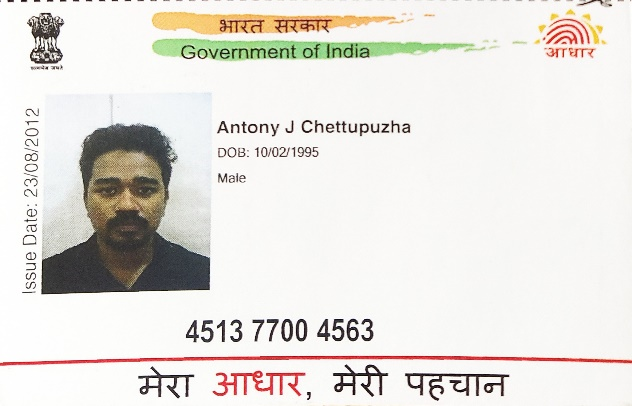 भारत सरकार
Government of India
आधार
Issue Date: 23/08/2012
Antony J Chettupuzha
DOB: 10/02/1995
Male
4513 7700 4563
मेरा आधार, मेरी पहचान